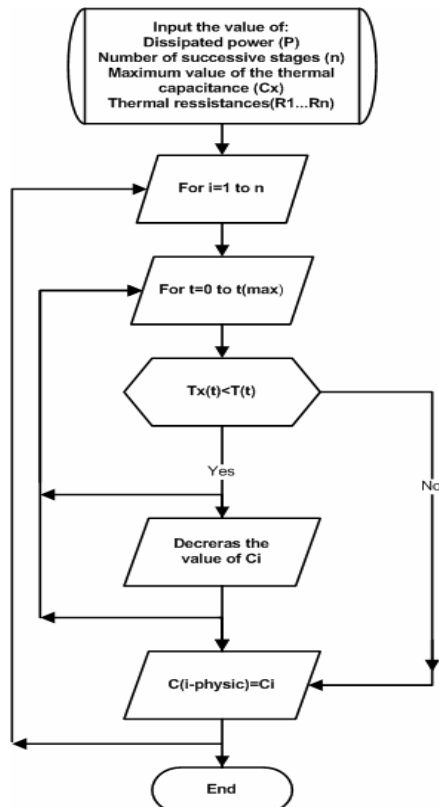 Input the value of:
Dissipated power (P)
Number of successive stages (n)
Maximum value of the thermal
capacitance (Cx)
Thermal ressistances(R1...Rn)
For i=1 to n
For t=0 to t(max)
Tx(t)<T(t)
Yes
No
Decreras the
value of Ci
C(i-physic)=Ci
End